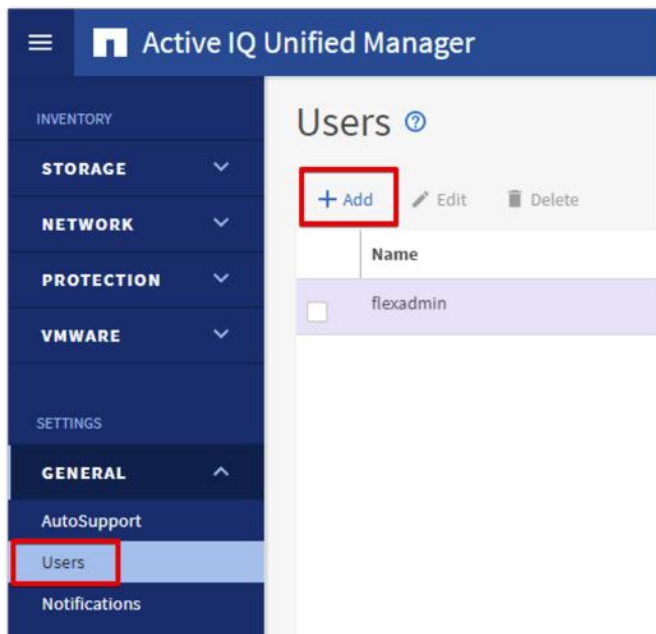 Active IQ Unified Manager
INVENTORY
STORAGE
NETWORK
PROTECTION
VMWARE
SETTINGS
GENERAL
AutoSupport
Users
Notifications
Users ?
+ Add Edit Delete
Name
flexadmin